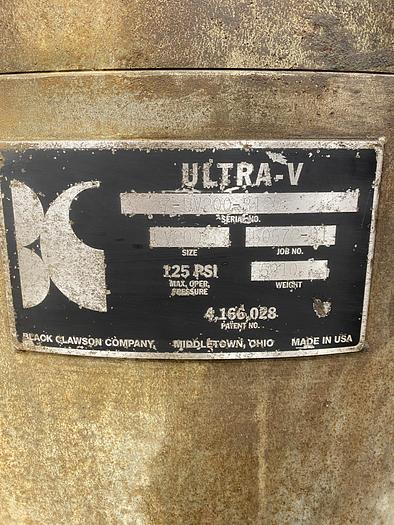 ULTRA-V
SERIAL NO.
SIZE
JOB NO.
125 PSI
MAX. OPER.
PRESSURE
WEIGHT
4,166,028
PATENT NO.
BLACK CLAWSON COMPANY, MIDDLETOWN, OHIO MADE IN USA